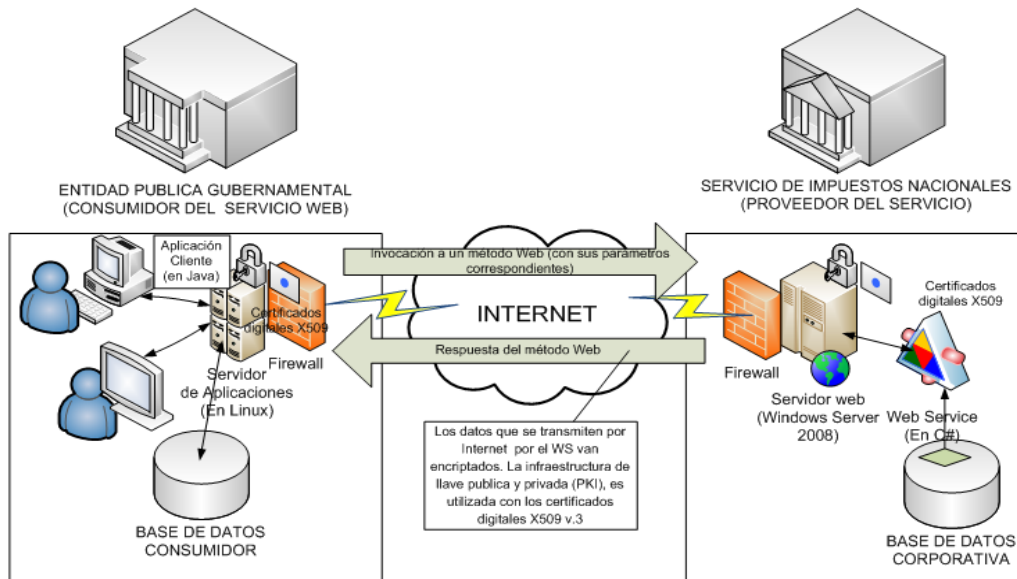 ENTIDAD PUBLICA GUBERNAMENTAL
(CONSUMIDOR DEL SERVICIO WEB)
SERVICIO DE IMPUESTOS NACIONALES
(PROVEEDOR DEL SERVICIO)
Aplicación
Cliente
(en Java)
Certificados
digitales X509
Firewall
Servidor
de Aplicaciones
(En Linux)
BASE DE DATOS
CONSUMIDOR
Invocación a un método Web (con sus parámetros
correspondientes)
INTERNET
Respuesta del método Web
Los datos que se transmiten por
Internet por el WS van
encriptados. La infraestructura de
llave publica y privada (PKI), es
utilizada con los certificados
digitales X509 v.3
Certificados
digitales X509
Firewall
Servidor web
(Windows Server
2008)
Web Service
(En C#)
BASE DE DATOS
CORPORATIVA